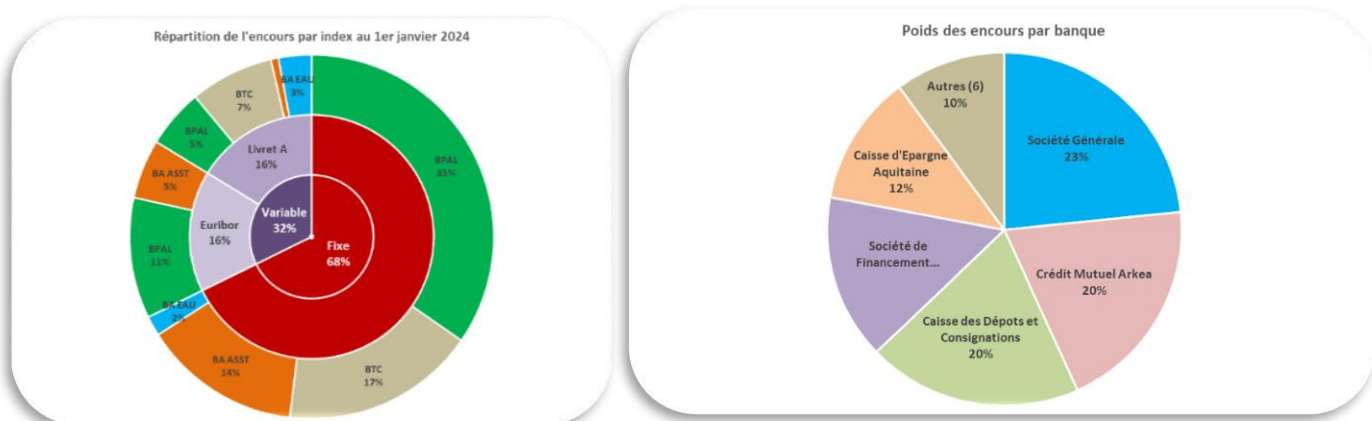 Répartition de l'encours par index au 1er janvier 2024
BA EAU
3%
BTC
7%
BPAL
5%
Livret A
16%
BPAL
35%
BA ASST
5%
Variable
32%
Euribor
16%
Fixe
68%
BPAL
11%
BA EAU
2%
BA ASST
14%
BTC
17%
Poids des encours par banque
Autres (6)
10%
Société Générale
23%
Caisse d'Epargne
Aquitaine
12%
Société de
Financement...
Crédit Mutuel Arkea
20%
Caisse des Dépots et
Consignations
20%